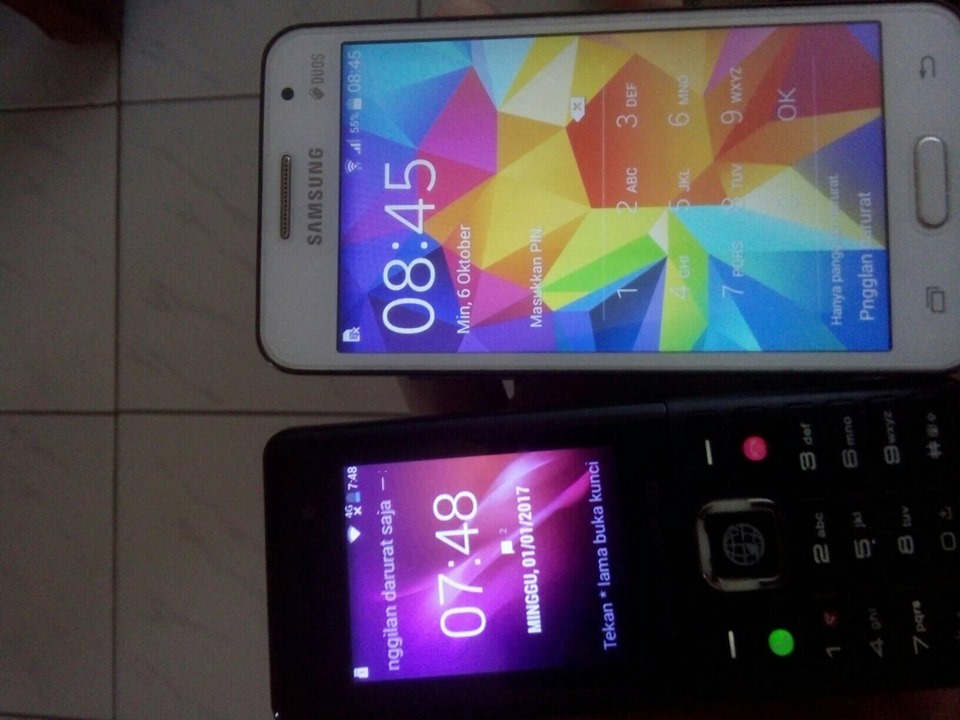 SAMSUNG
DUOS
55% 08:45
08:45
Min, 6 Oktober
Masukkan PIN.
1
2 ABC
3 DEF
4 GHI
5 JKL
6 MNO
7 PQRS
8 TUV
9 WXYZ
OK
Hanya
Pngglan darurat
4G 7:48
nggilan darurat saja —
07:48
2
MINGGU, 01/01/2017
Tekan * lama buka kunci
1
2 abc
3 def
4 ghi
5 jkl
6 mno
7 pqrs
8 tuv
9 wxyz
#